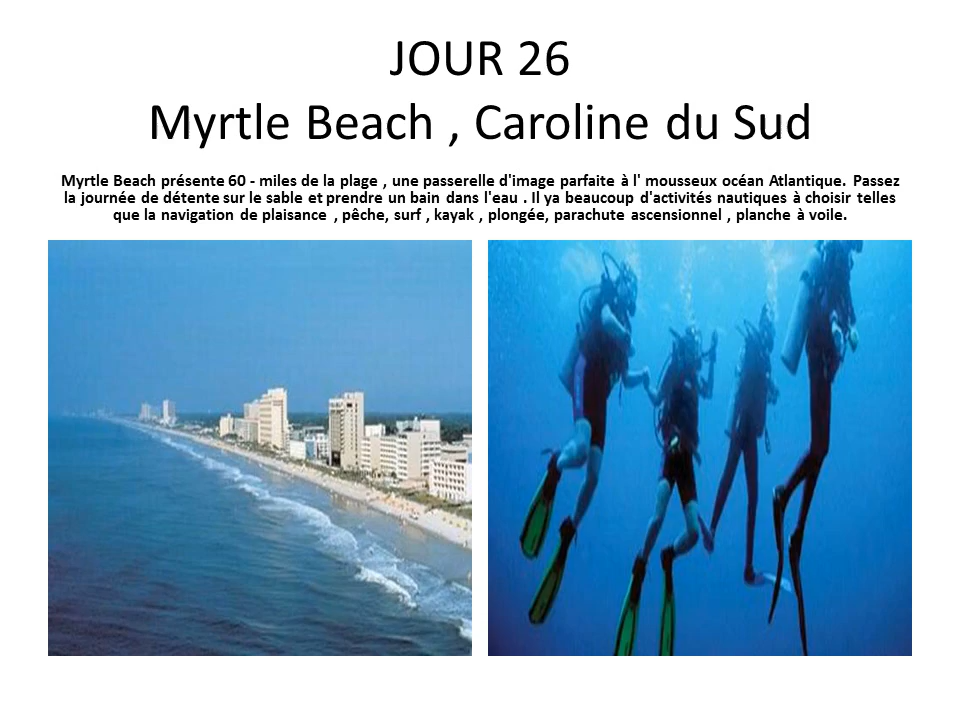 JOUR 26
Myrtle Beach , Caroline du Sud
Myrtle Beach présente 60 - miles de la plage , une passerelle d'image parfaite à l' mousseux océan Atlantique. Passez
la journée de détente sur le sable et prendre un bain dans l'eau . Il ya beaucoup d'activités nautiques à choisir telles
que la navigation de plaisance , pêche, surf , kayak , plongée, parachute ascensionnel , planche à voile.